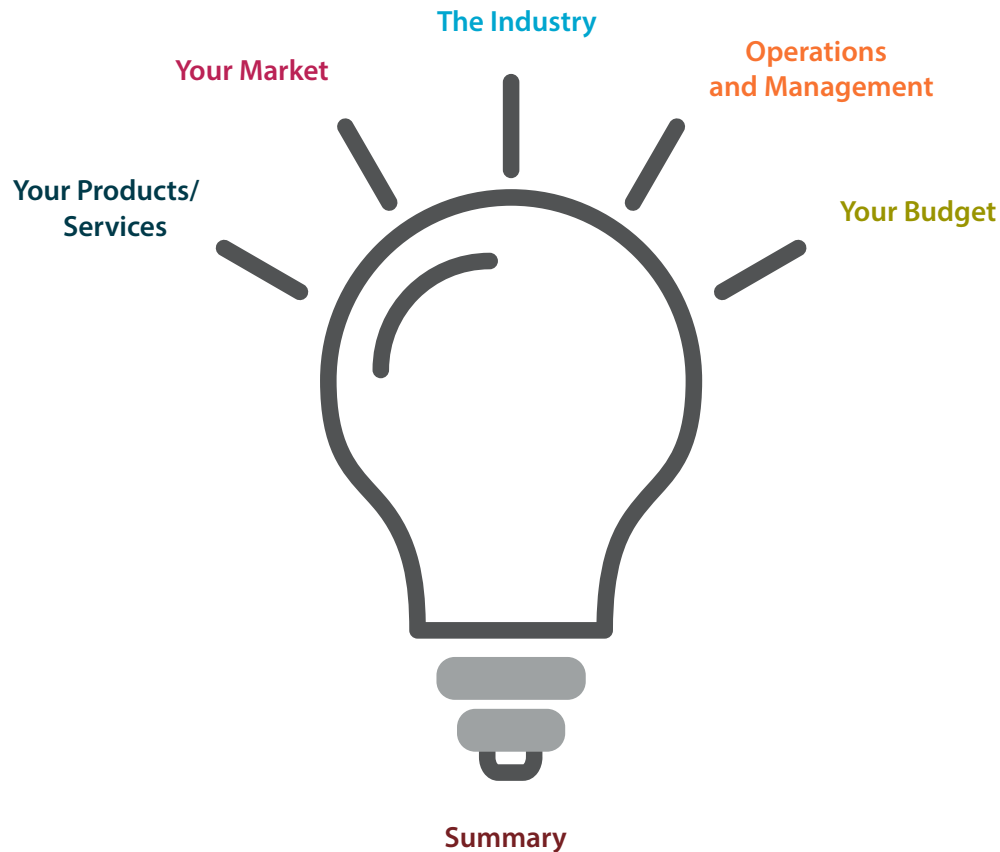 The Industry
Your Market
Operations
and Management
Your Products/
Services
Your Budget
Summary